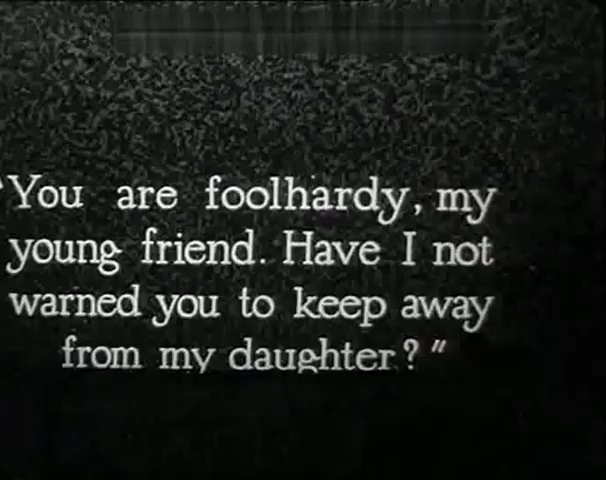 "You are foolhardy, my
young friend. Have I not
warned you to keep away
from my daughter?"